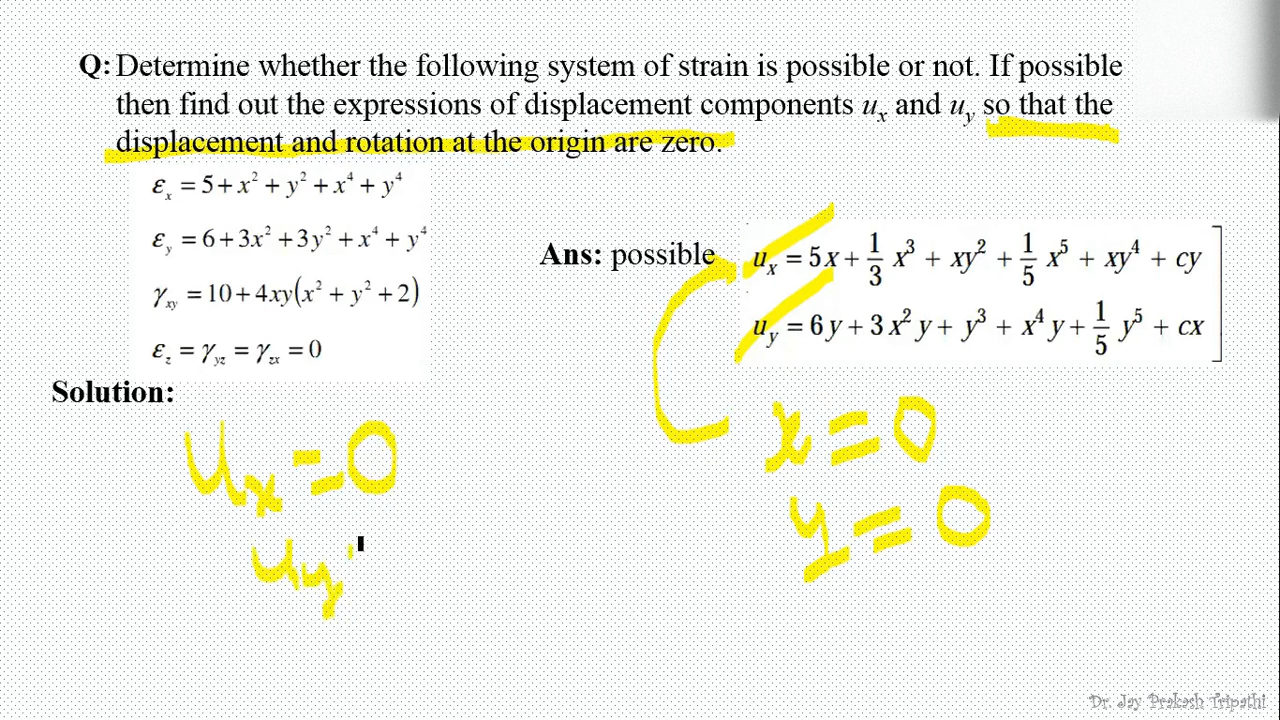 Q: Determine whether the following system of strain is possible or not. If possible
then find out the expressions of displacement components uₓ and u_y so that the
displacement and rotation at the origin are zero.
εₓ = 5 + x² + y² + x⁴ + y⁴
ε_y = 6 + 3x² + 3y² + x⁴ + y⁴
γ_xy = 10 + 4xy(x² + y² + 2)
ε_z = γ_yz = γ_zx = 0
Ans: possible
uₓ = 5x + 1/3 x³ + xy² + 1/5 x⁵ + xy⁴ + cy
u_y = 6y + 3x²y + y³ + x⁴y + 1/5 y⁵ + cx
Solution:
uₓ = 0
u_y
x = 0
y = 0
Dr. Jay Prakash Tripathi